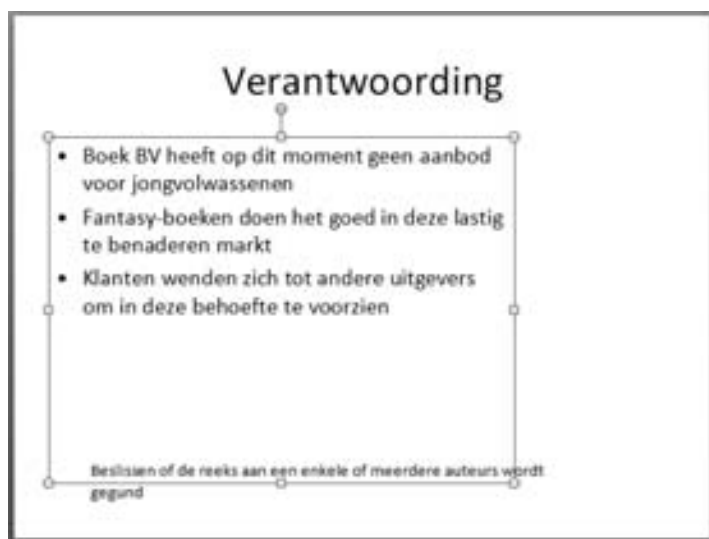 Verantwoording
• Boek BV heeft op dit moment geen aanbod
voor jongvolwassenen
• Fantasy-boeken doen het goed in deze lastig
te benaderen markt
• Klanten wenden zich tot andere uitgevers
om in deze behoefte te voorzien
Beslissen of de reeks aan een enkele of meerdere auteurs wordt
gegund